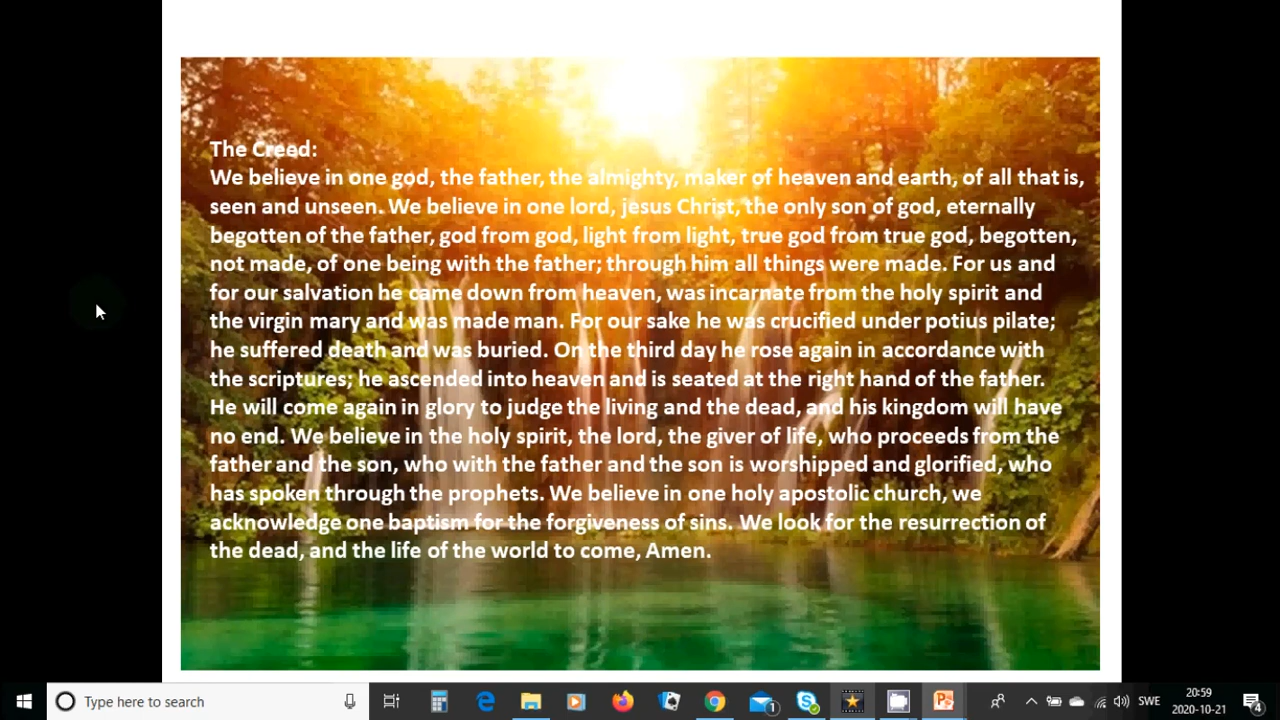 The Creed:
We believe in one god, the father, the almighty, maker of heaven and earth, of all that is,
seen and unseen. We believe in one lord, jesus Christ, the only son of god, eternally
begotten of the father, god from god, light from light, true god from true god, begotten,
not made, of one being with the father; through him all things were made. For us and
for our salvation he came down from heaven, was incarnate from the holy spirit and
the virgin mary and was made man. For our sake he was crucified under potius pilate;
he suffered death and was buried. On the third day he rose again in accordance with
the scriptures; he ascended into heaven and is seated at the right hand of the father.
He will come again in glory to judge the living and the dead, and his kingdom will have
no end. We believe in the holy spirit, the lord, the giver of life, who proceeds from the
father and the son, who with the father and the son is worshipped and glorified, who
has spoken through the prophets. We believe in one holy apostolic church, we
acknowledge one baptism for the forgiveness of sins. We look for the resurrection of
the dead, and the life of the world to come, Amen.
Type here to search
1
SWE
20:59
2020-10-21
4